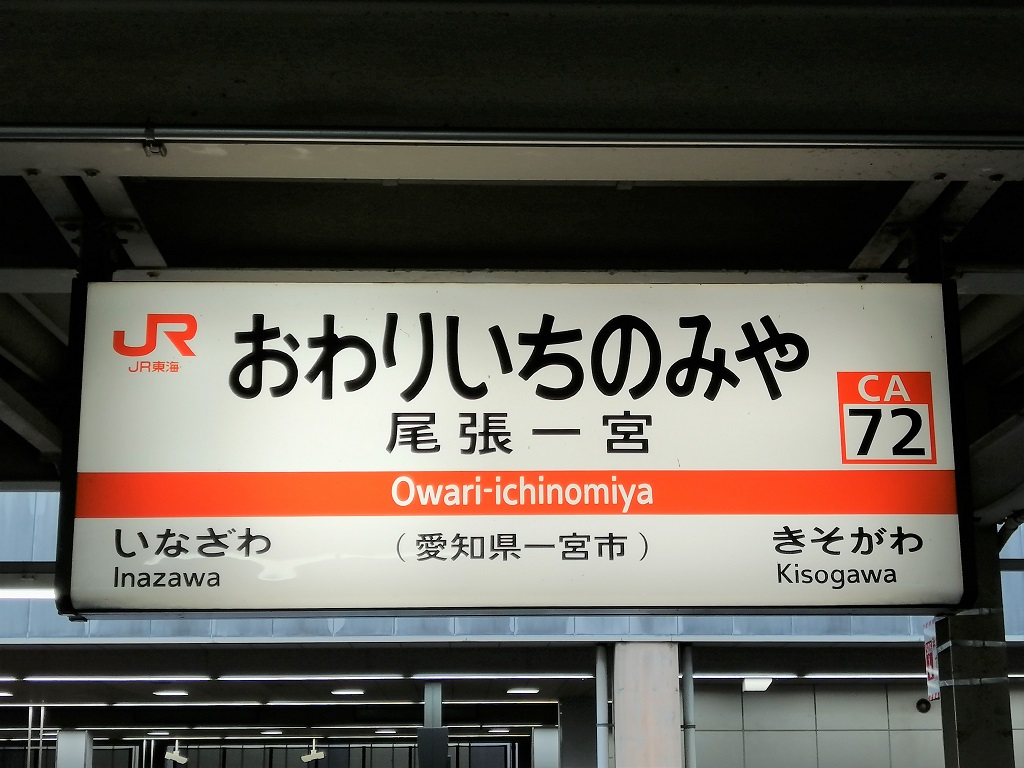 JR
JR東海
おわりいちのみや
尾張一宮
CA
72
Owari-ichinomiya
いなざわ
Inazawa
(愛知県一宮市)
きそがわ
Kisogawa